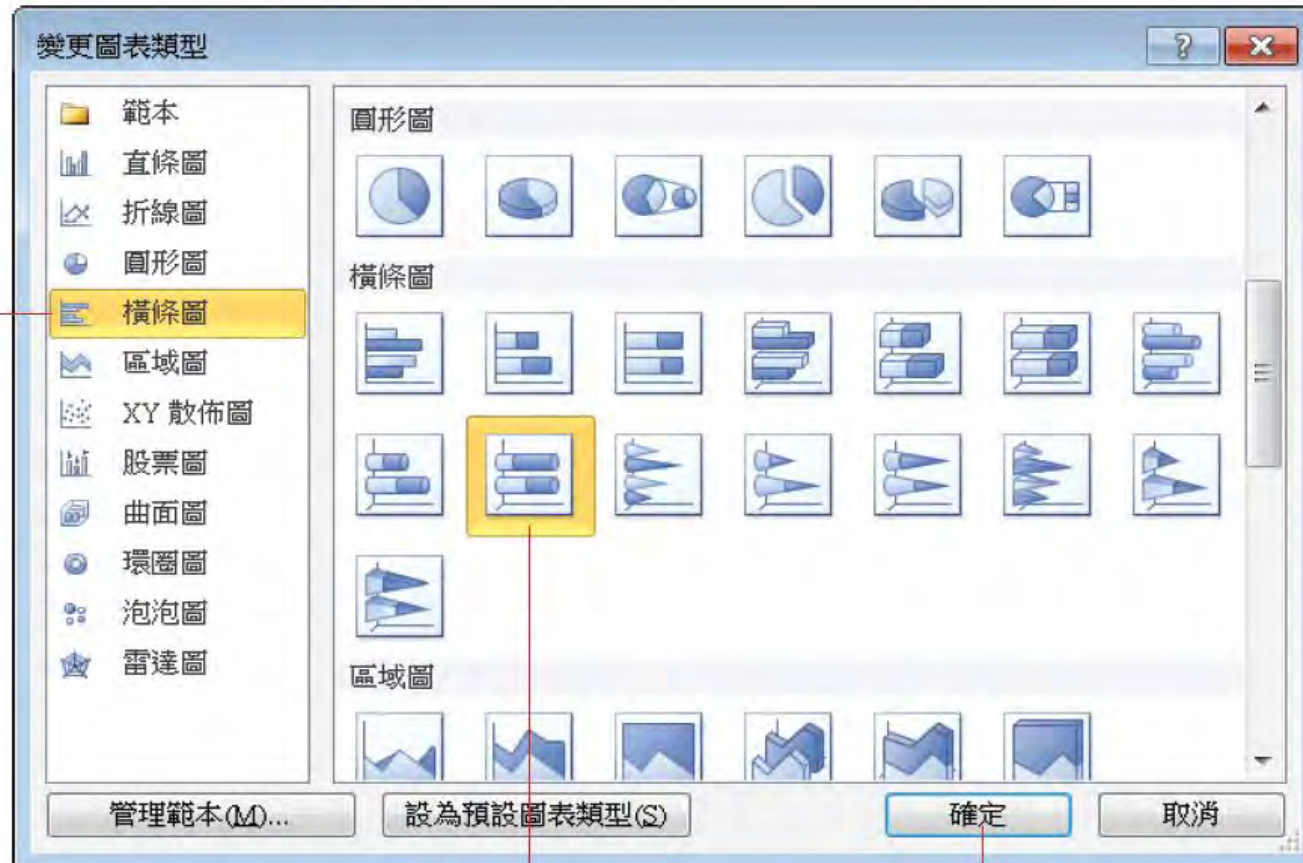 變更圖表類型
範本
直條圖
折線圖
圓形圖
橫條圖
區域圖
XY 散佈圖
股票圖
曲面圖
環圈圖
泡泡圖
雷達圖
圓形圖
橫條圖
區域圖
管理範本(M)...
設為預設圖表類型(S)
確定
取消